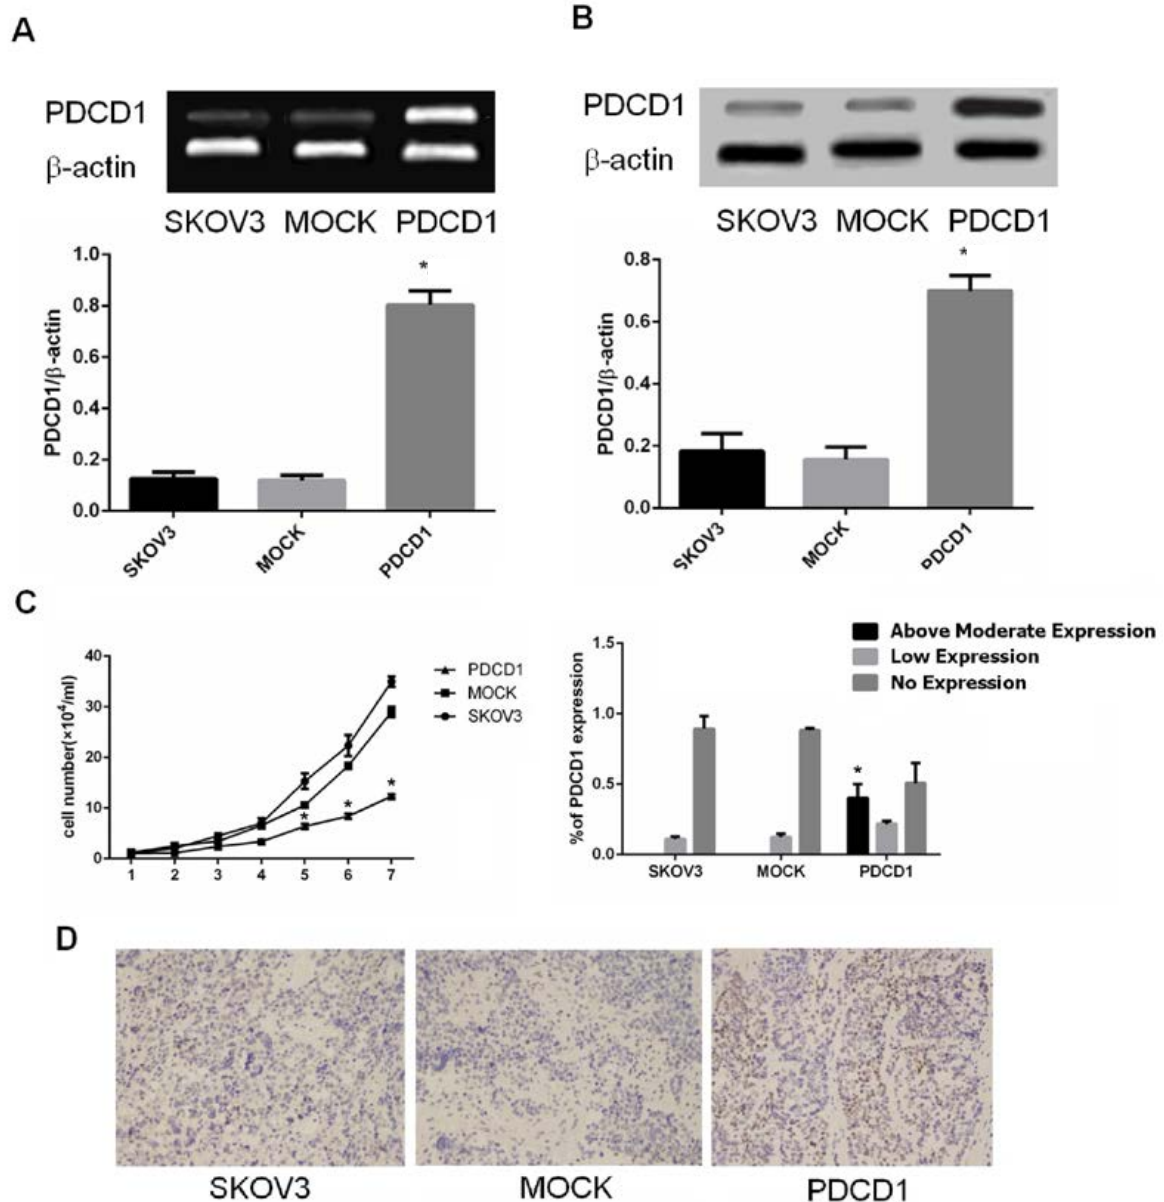 A
PDCD1
β-actin
SKOV3 MOCK PDCD1
1.0
0.8
0.6
0.4
0.2
0.0
PDCD1/β-actin
*
SKOV3
MOCK
PDCD1
B
PDCD1
β-actin
SKOV3 MOCK PDCD1
0.8
0.6
0.4
0.2
0.0
PDCD1/β-actin
*
SKOV3
MOCK
PDCD1
C
40
30
20
10
0
cell number(×10⁴/ml)
1 2 3 4 5 6 7
* * *
PDCD1
MOCK
SKOV3
1.5
1.0
0.5
0.0
%of PDCD1 expression
*
SKOV3 MOCK PDCD1
Above Moderate Expression
Low Expression
No Expression
D
SKOV3 MOCK PDCD1